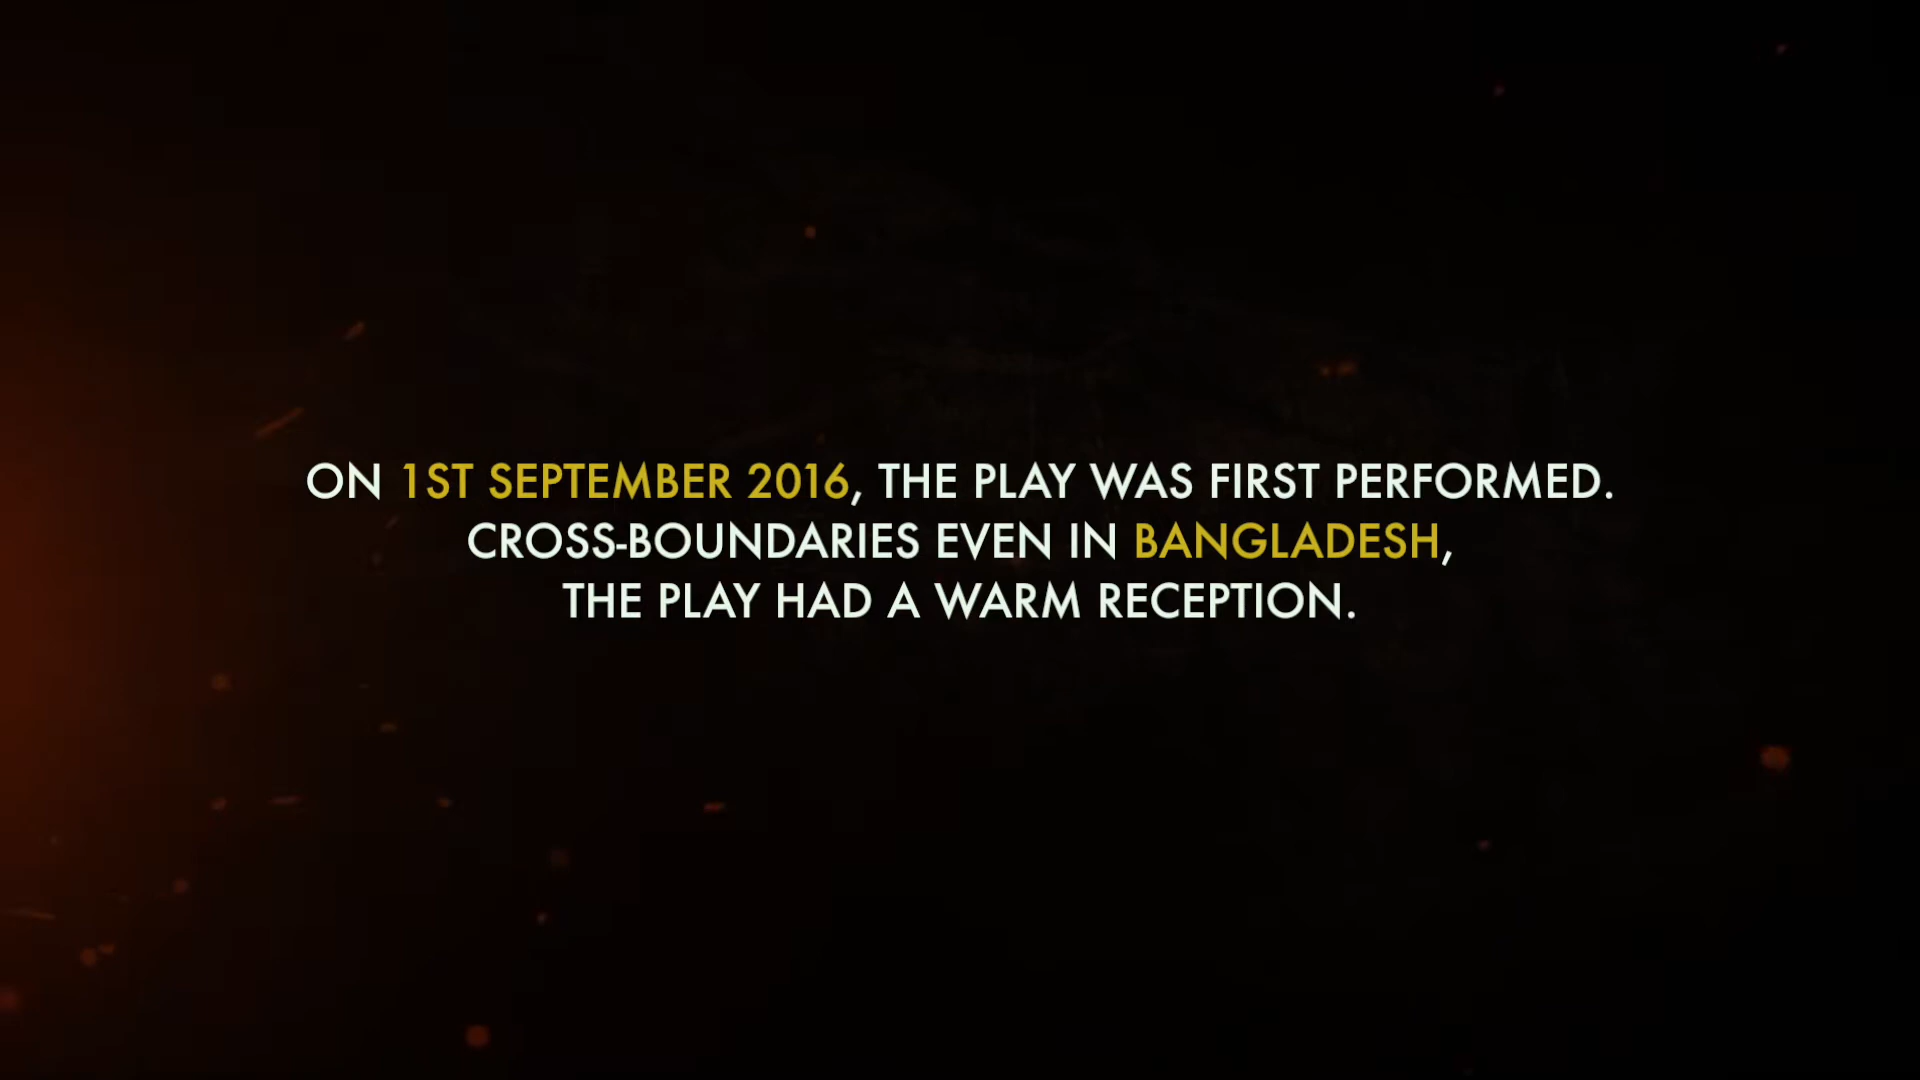 ON 1ST SEPTEMBER 2016, THE PLAY WAS FIRST PERFORMED.
CROSS-BOUNDARIES EVEN IN BANGLADESH,
THE PLAY HAD A WARM RECEPTION.